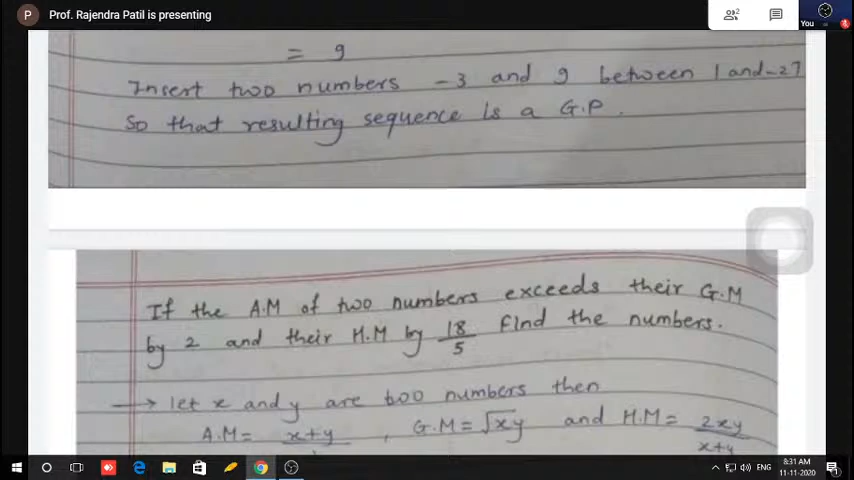 P Prof. Rajendra Patil is presenting
2
You
= 9
Insert two numbers -3 and 9 between 1 and -27
So that resulting sequence is a G.P.
If the A.M of two numbers exceeds their G.M
by 2 and their H.M by 18/5 Find the numbers.
→ let x and y are two numbers then
A.M = x+y , G.M = √xy and H.M = 2xy/x+y
ENG
8:31 AM
11-11-2020
1